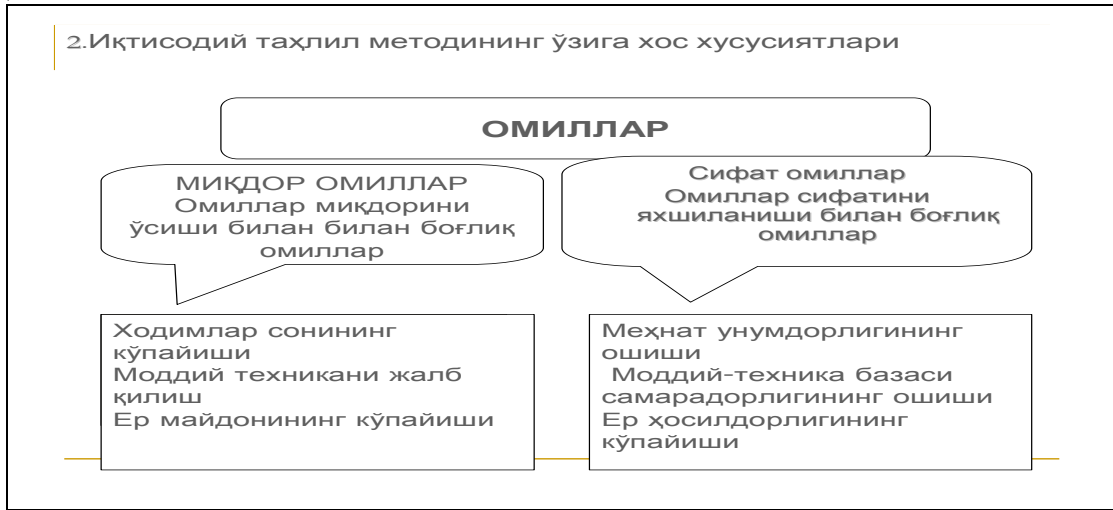 2.Иқтисодий таҳлил методининг ўзига хос хусусиятлари
ОМИЛЛАР
МИҚДОР ОМИЛЛАР
Омиллар миқдорини
ўсиши билан билан боғлиқ
омиллар
Сифат омиллар
Омиллар сифатини
яхшиланиши билан боғлиқ
омиллар
Ходимлар сонининг
кўпайиши
Моддий техникани жалб
қилиш
Ер майдонининг кўпайиши
Меҳнат унумдорлигининг
ошиши
Моддий-техника базаси
самарадорлигининг ошиши
Ер ҳосилдорлигининг
кўпайиши